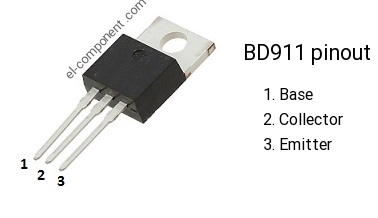 el-component.com
BD911 pinout
1. Base
2. Collector
3. Emitter
1
2
3